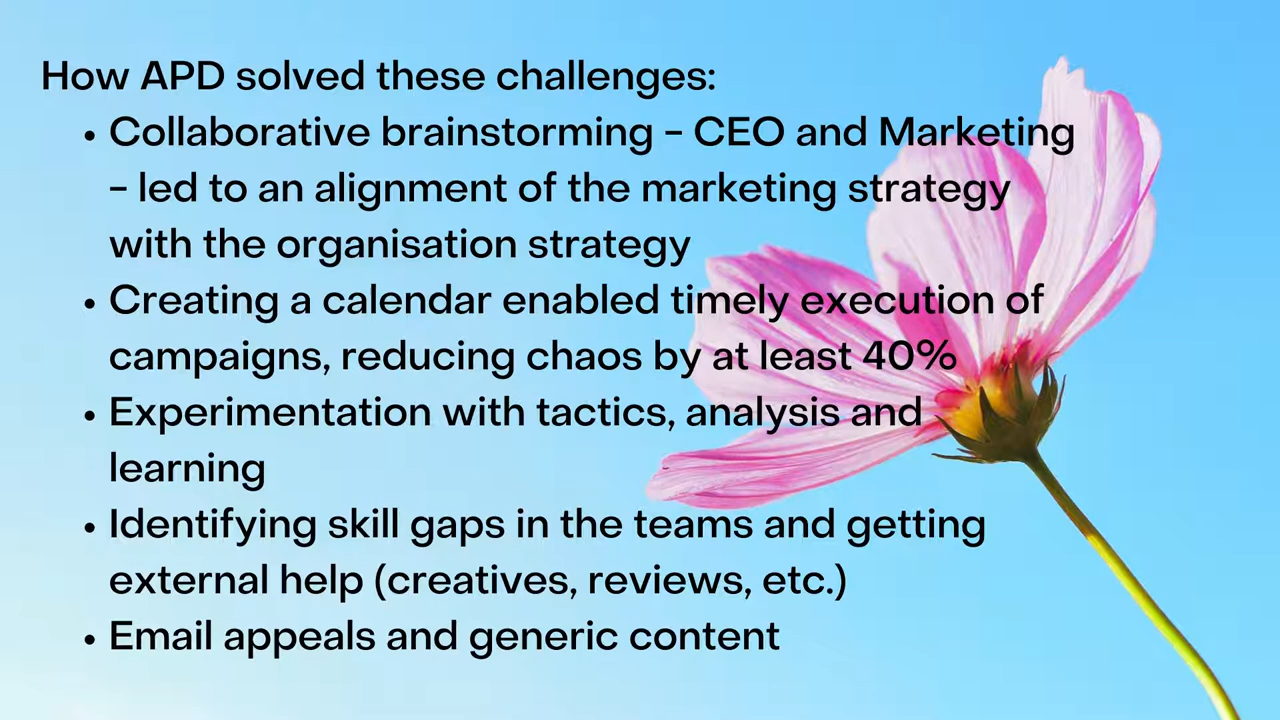 How APD solved these challenges:
• Collaborative brainstorming – CEO and Marketing
– led to an alignment of the marketing strategy
with the organisation strategy
• Creating a calendar enabled timely execution of
campaigns, reducing chaos by at least 40%
• Experimentation with tactics, analysis and
learning
• Identifying skill gaps in the teams and getting
external help (creatives, reviews, etc.)
• Email appeals and generic content